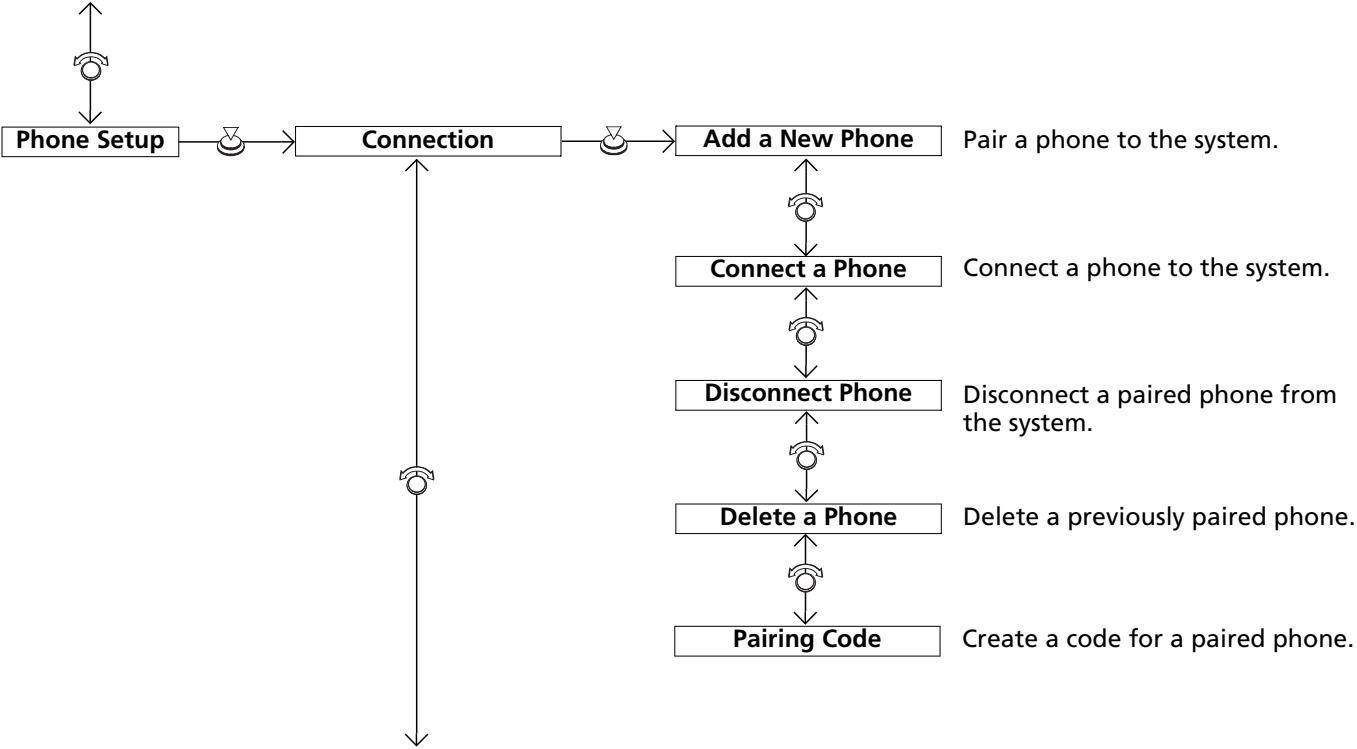 Phone Setup
Connection
Add a New Phone
Pair a phone to the system.
Connect a Phone
Connect a phone to the system.
Disconnect Phone
Disconnect a paired phone from
the system.
Delete a Phone
Delete a previously paired phone.
Pairing Code
Create a code for a paired phone.